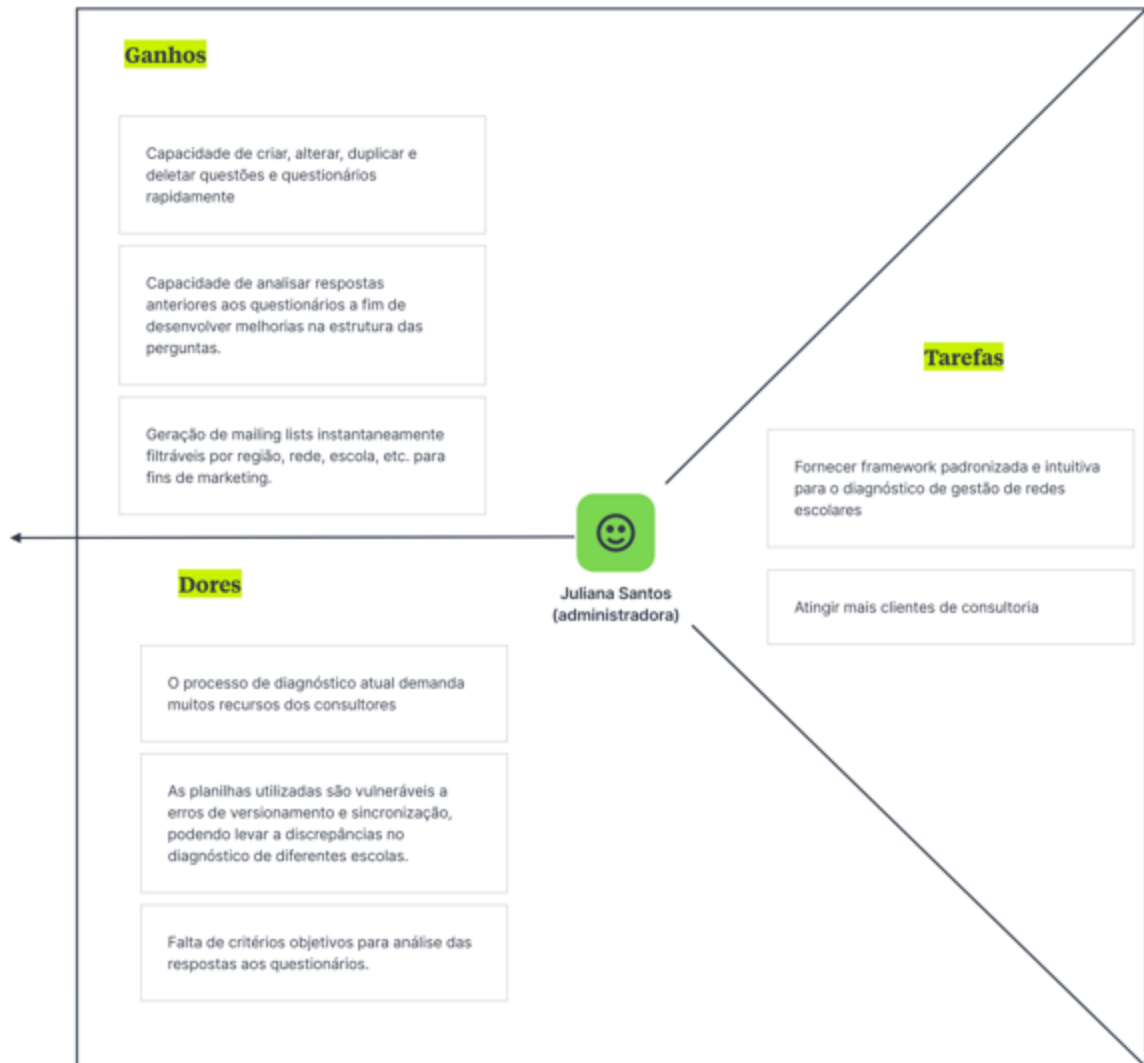 Ganhos
Capacidade de criar, alterar, duplicar e
deletar questões e questionários
rapidamente
Capacidade de analisar respostas
anteriores aos questionários a fim de
desenvolver melhorias na estrutura das
perguntas.
Geração de mailing lists instantaneamente
filtráveis por região, rede, escola, etc. para
fins de marketing.
Dores
O processo de diagnóstico atual demanda
muitos recursos dos consultores
As planilhas utilizadas são vulneráveis a
erros de versionamento e sincronização,
podendo levar a discrepâncias no
diagnóstico de diferentes escolas.
Falta de critérios objetivos para análise das
respostas aos questionários.
Juliana Santos
(administradora)
Tarefas
Fornecer framework padronizada e intuitiva
para o diagnóstico de gestão de redes
escolares
Atingir mais clientes de consultoria